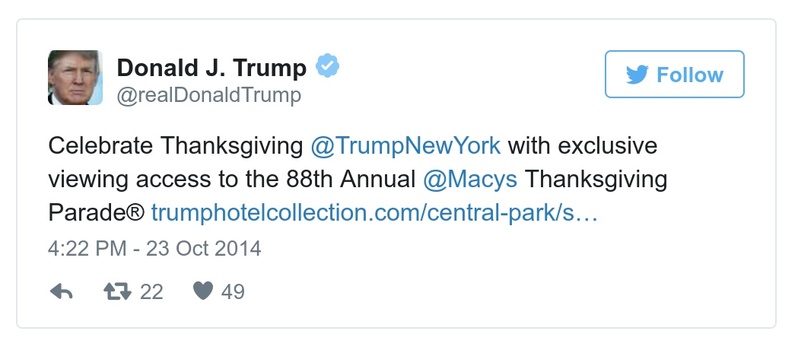 Donald J. Trump
@realDonaldTrump
Follow
Celebrate Thanksgiving @TrumpNewYork with exclusive
viewing access to the 88th Annual @Macys Thanksgiving
Parade® trumphotelcollection.com/central-park/s…
4:22 PM - 23 Oct 2014
22 49